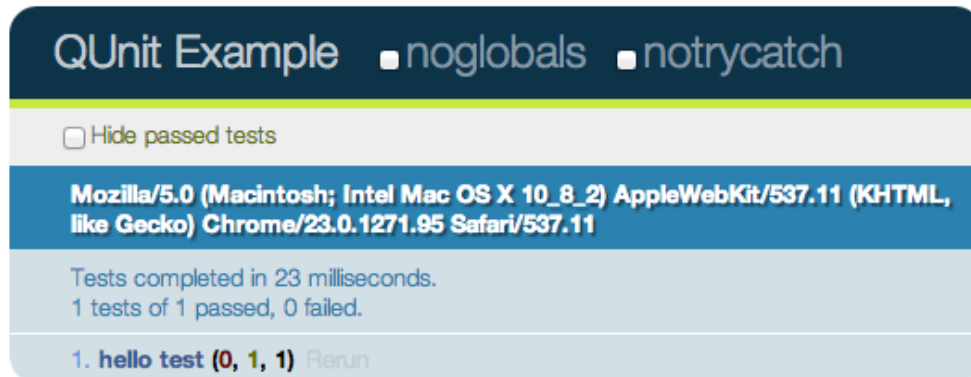 QUnit Example noglobals notrycatch
Hide passed tests
Mozilla/5.0 (Macintosh; Intel Mac OS X 10_8_2) AppleWebKit/537.11 (KHTML,
like Gecko) Chrome/23.0.1271.95 Safari/537.11
Tests completed in 23 milliseconds.
1 tests of 1 passed, 0 failed.
1. hello test (0, 1, 1) Rerun